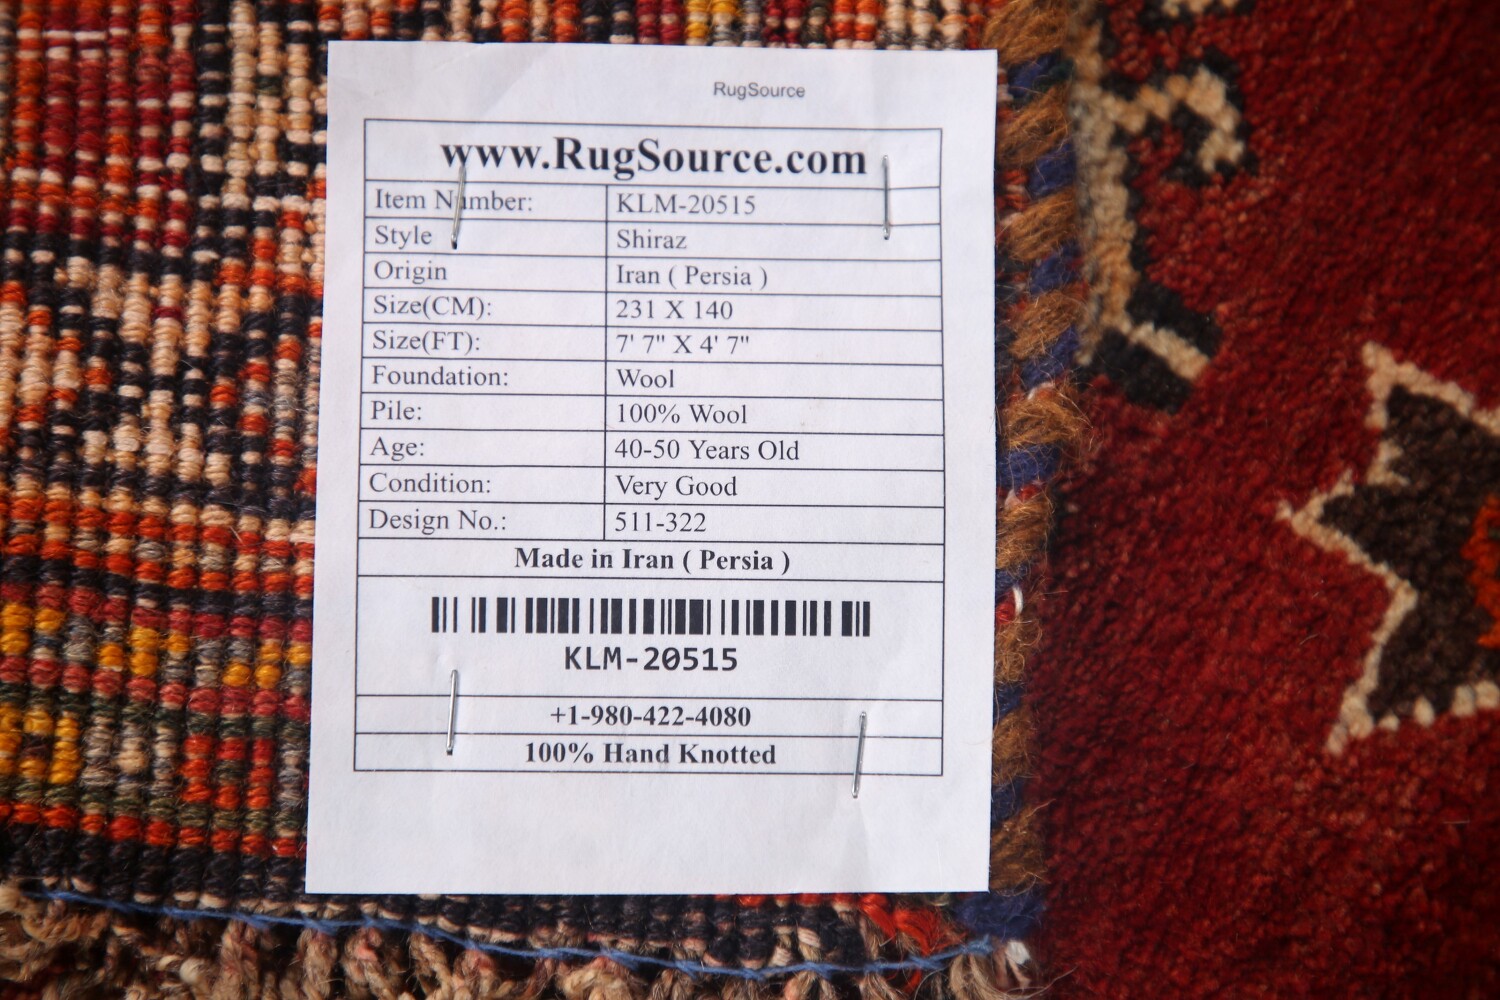 RugSource
www.RugSource.com
Item Number: KLM-20515
Style Shiraz
Origin Iran ( Persia )
Size(CM): 231 X 140
Size(FT): 7' 7" X 4' 7"
Foundation: Wool
Pile: 100% Wool
Age: 40-50 Years Old
Condition: Very Good
Design No.: 511-322
Made in Iran ( Persia )
KLM-20515
+1-980-422-4080
100% Hand Knotted